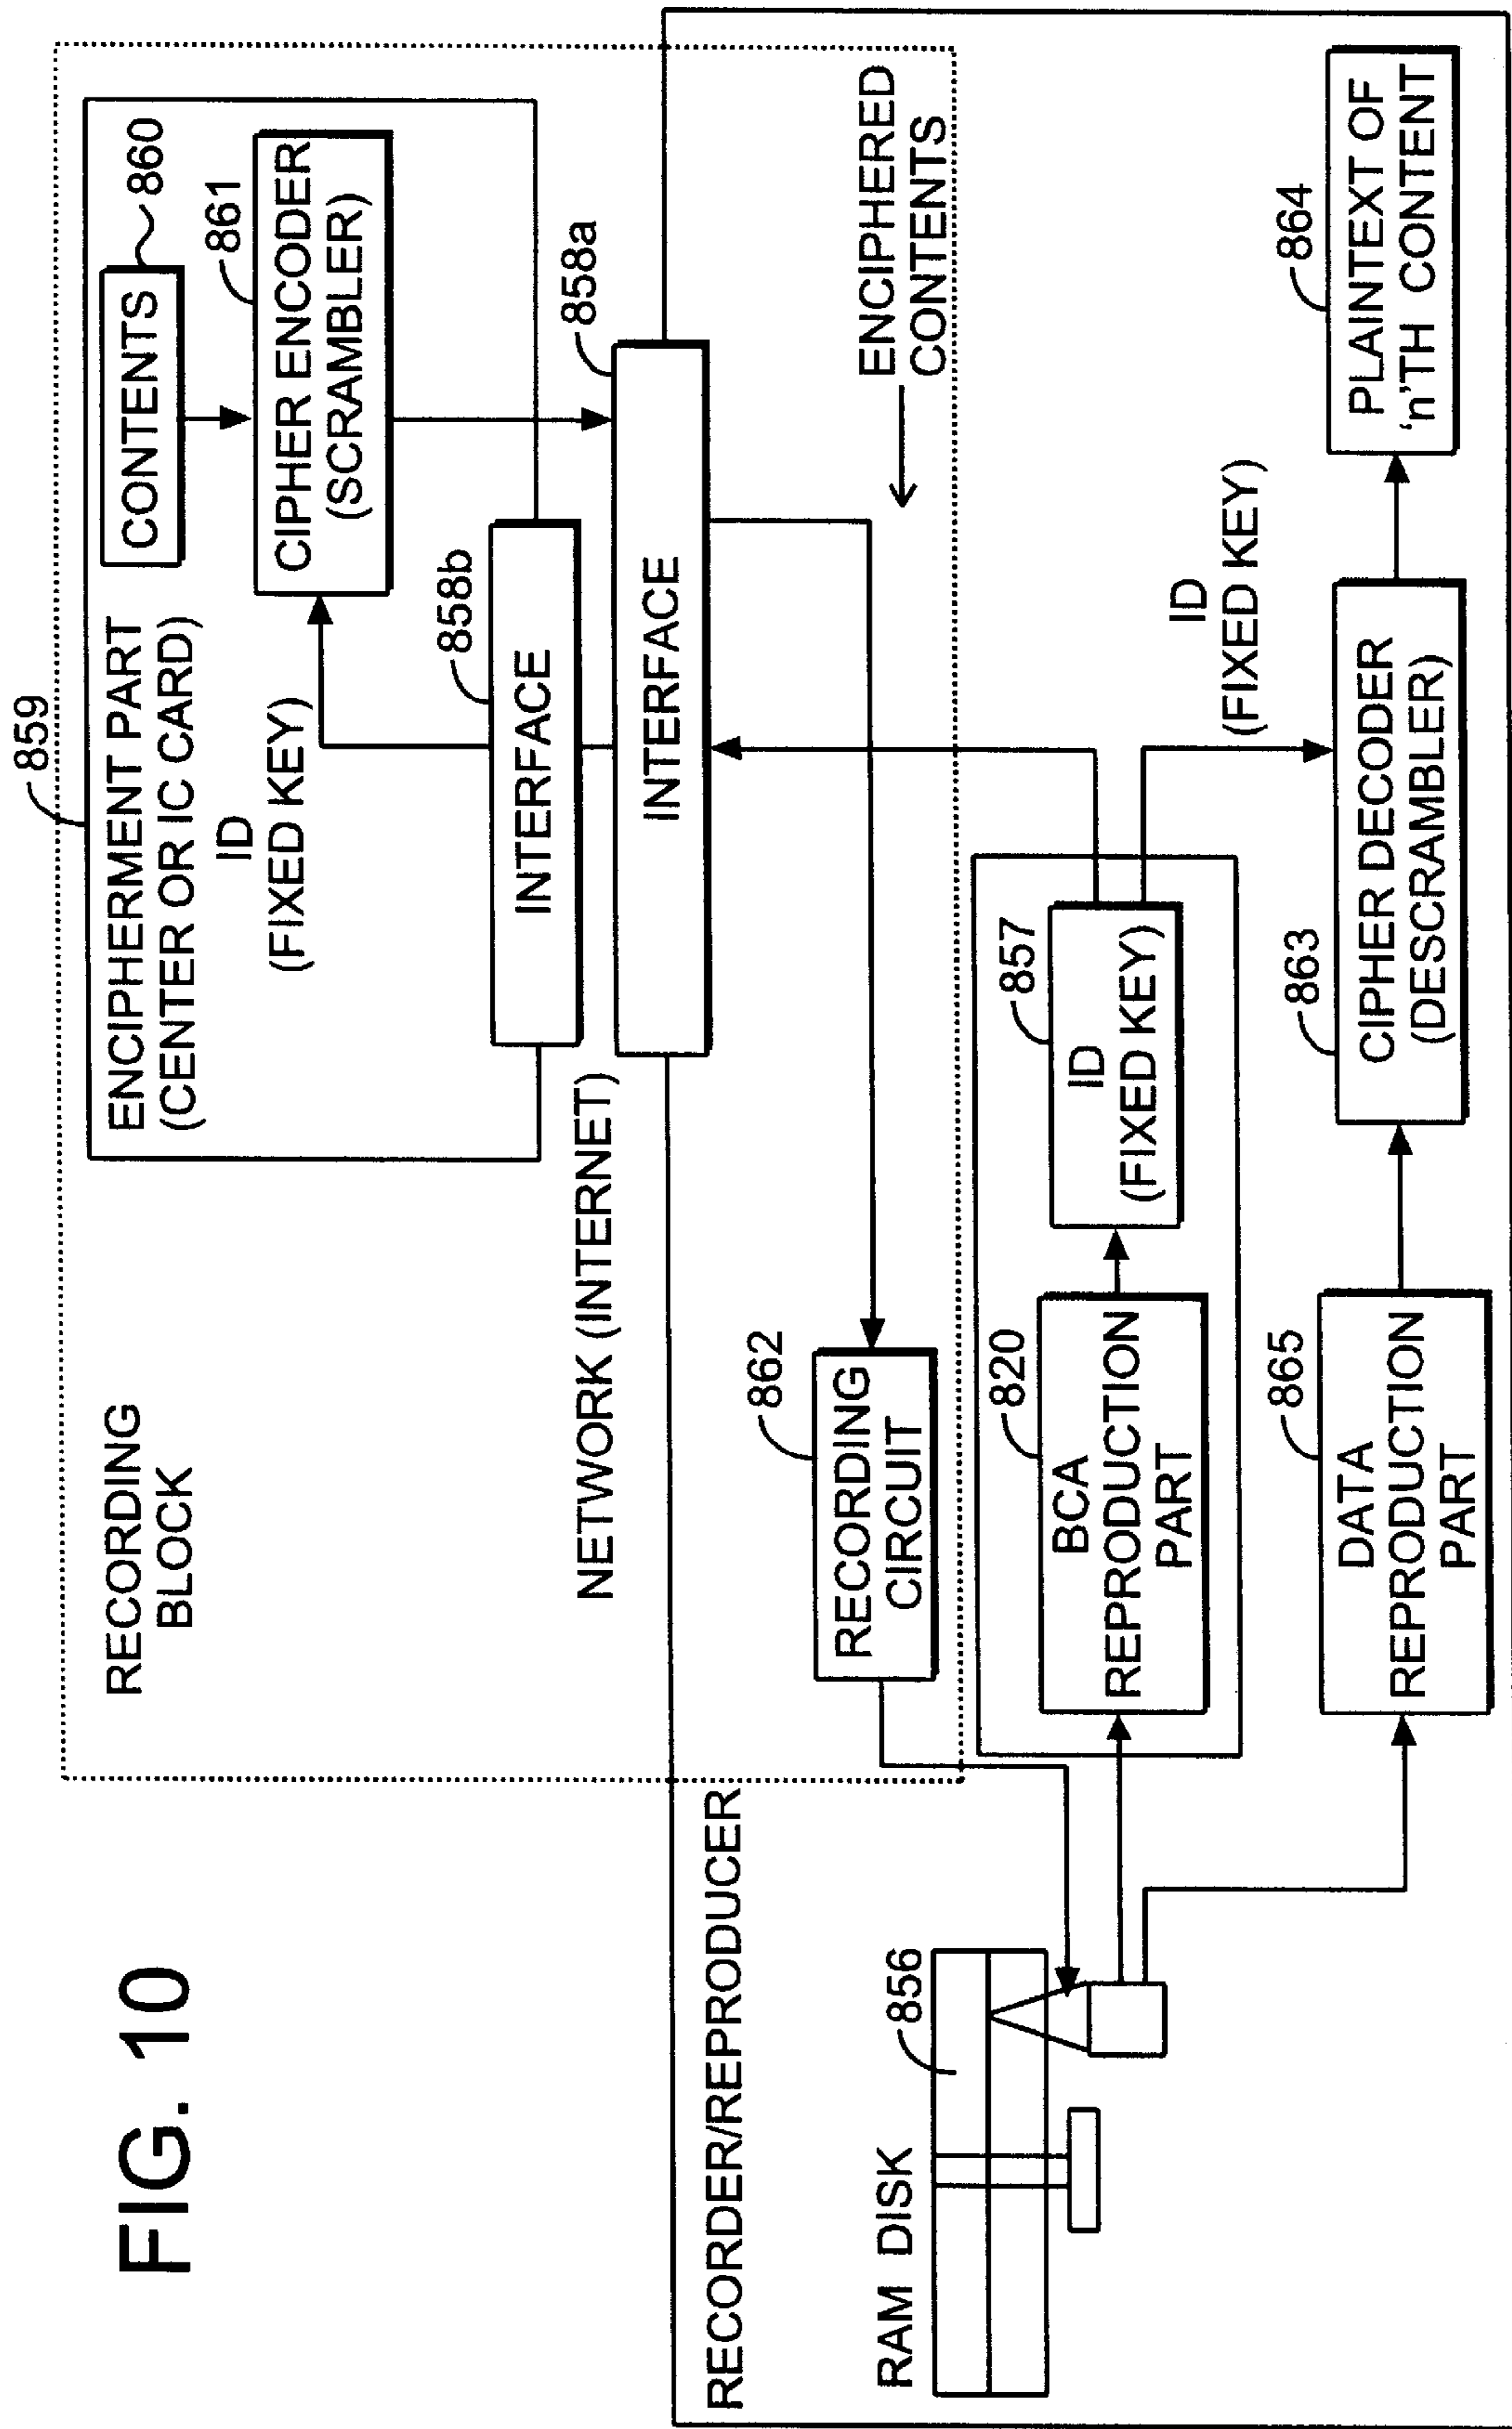 FIG. 10
RECORDING
BLOCK
859
ENCIPHERMENT PART
(CENTER OR IC CARD)
ID
(FIXED KEY)
CONTENTS
860
861
CIPHER ENCODER
(SCRAMBLER)
858b
INTERFACE
858a
INTERFACE
NETWORK (INTERNET)
RECORDER/REPRODUCER
862
RECORDING
CIRCUIT
ENCIPHERED
CONTENTS
RAM DISK
856
820
BCA
REPRODUCTION
PART
857
ID
(FIXED KEY)
ID
(FIXED KEY)
865
DATA
REPRODUCTION
PART
863
CIPHER DECODER
(DESCRAMBLER)
864
PLAINTEXT OF
'n'TH CONTENT